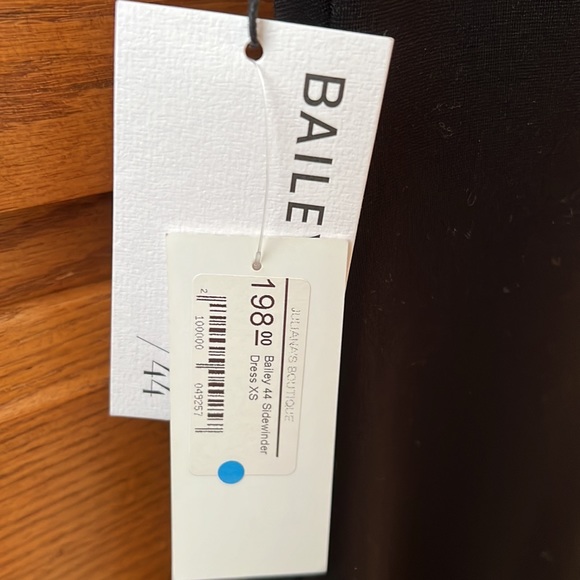 BAILEY
/44
JULIANA'S BOUTIQUE
198.00
Bailey 44 Sidewinder
Dress XS
2 100000 049257